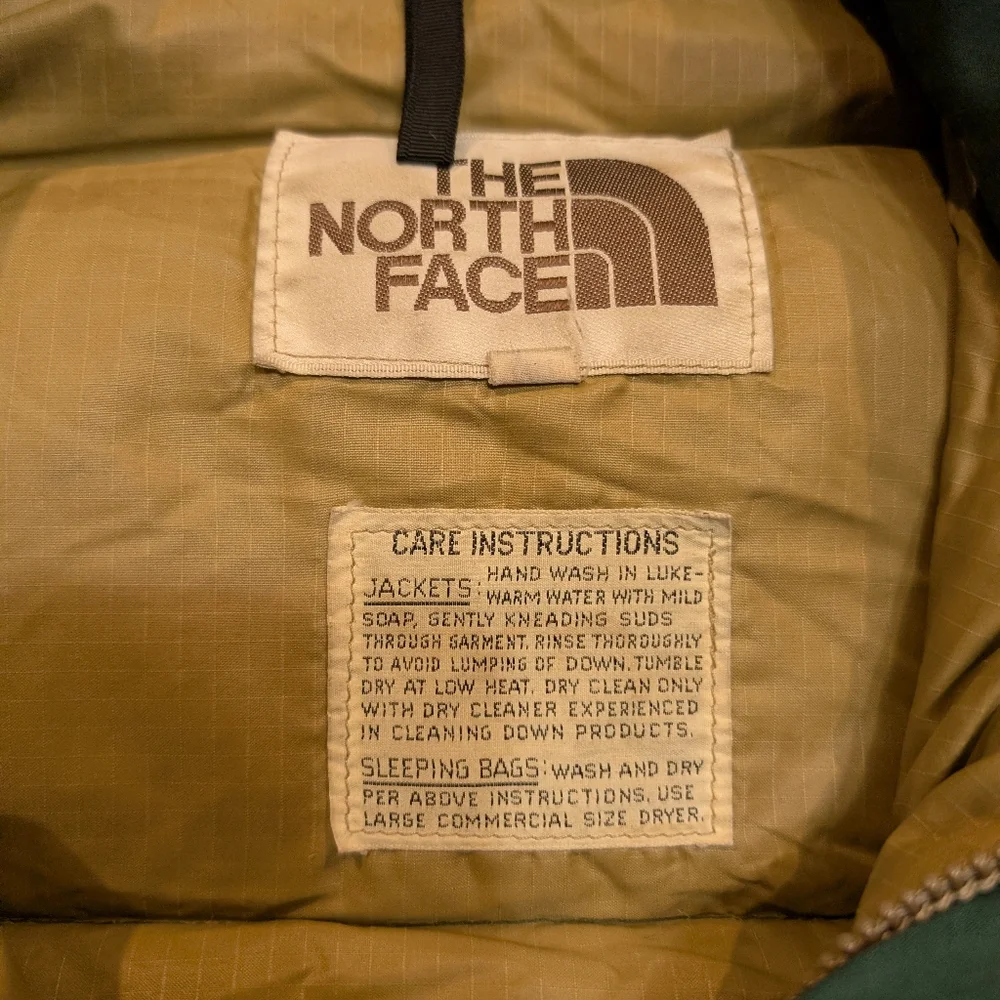 THE
NORTH
FACE
CARE INSTRUCTIONS
JACKETS: HAND WASH IN LUKE-
WARM WATER WITH MILD
SOAP, GENTLY KNEADING SUDS
THROUGH GARMENT. RINSE THOROUGHLY
TO AVOID LUMPING OF DOWN. TUMBLE
DRY AT LOW HEAT. DRY CLEAN ONLY
WITH DRY CLEANER EXPERIENCED
IN CLEANING DOWN PRODUCTS.
SLEEPING BAGS: WASH AND DRY
PER ABOVE INSTRUCTIONS. USE
LARGE COMMERCIAL SIZE DRYER.